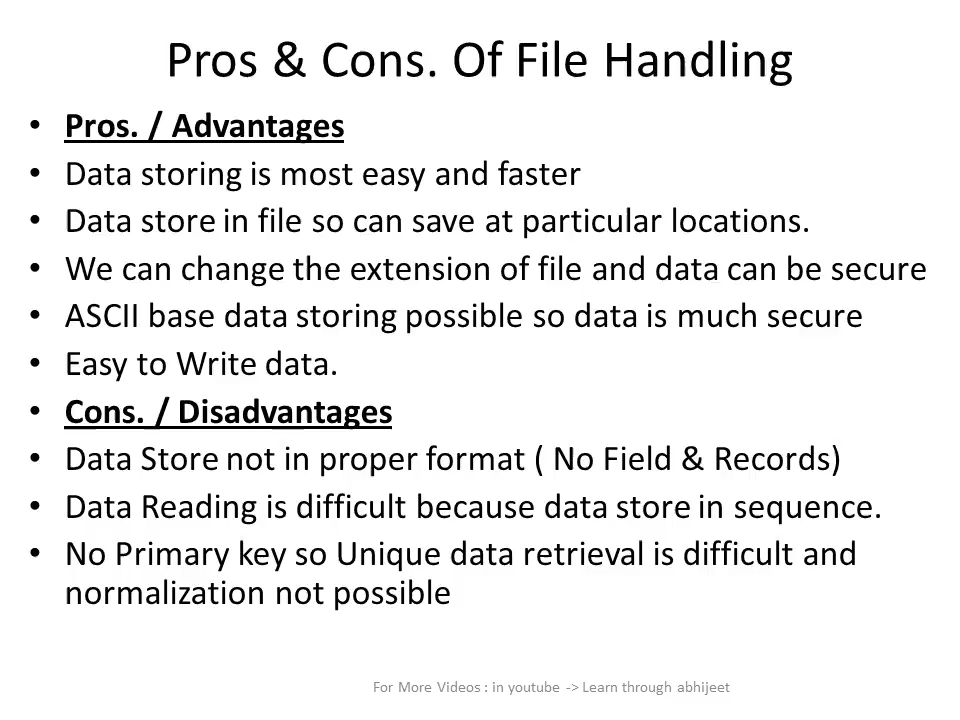 Pros & Cons. Of File Handling
• Pros. / Advantages
• Data storing is most easy and faster
• Data store in file so can save at particular locations.
• We can change the extension of file and data can be secure
• ASCII base data storing possible so data is much secure
• Easy to Write data.
• Cons. / Disadvantages
• Data Store not in proper format ( No Field & Records)
• Data Reading is difficult because data store in sequence.
• No Primary key so Unique data retrieval is difficult and
normalization not possible
For More Videos : in youtube -> Learn through abhijeet